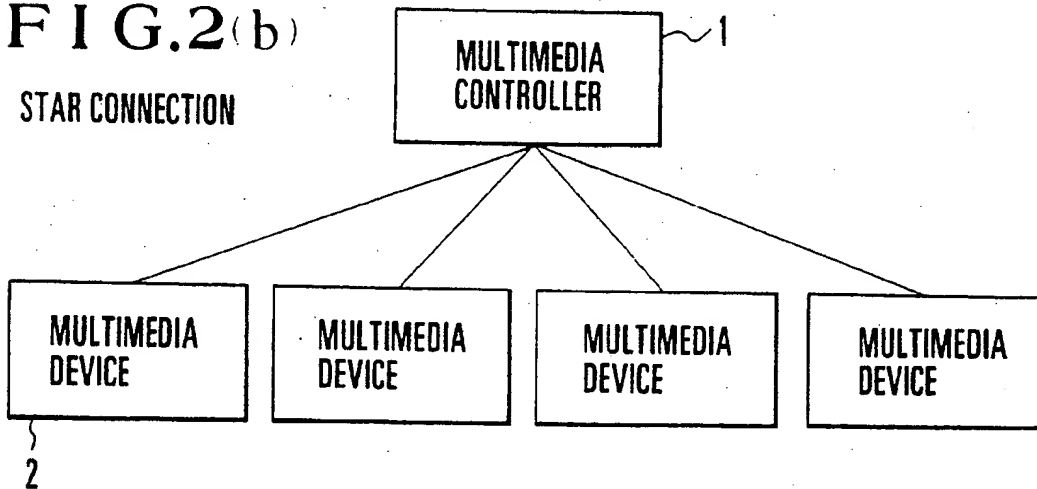 FIG.2(b)
STAR CONNECTION
MULTIMEDIA
CONTROLLER
1
MULTIMEDIA
DEVICE
MULTIMEDIA
DEVICE
MULTIMEDIA
DEVICE
MULTIMEDIA
DEVICE
2